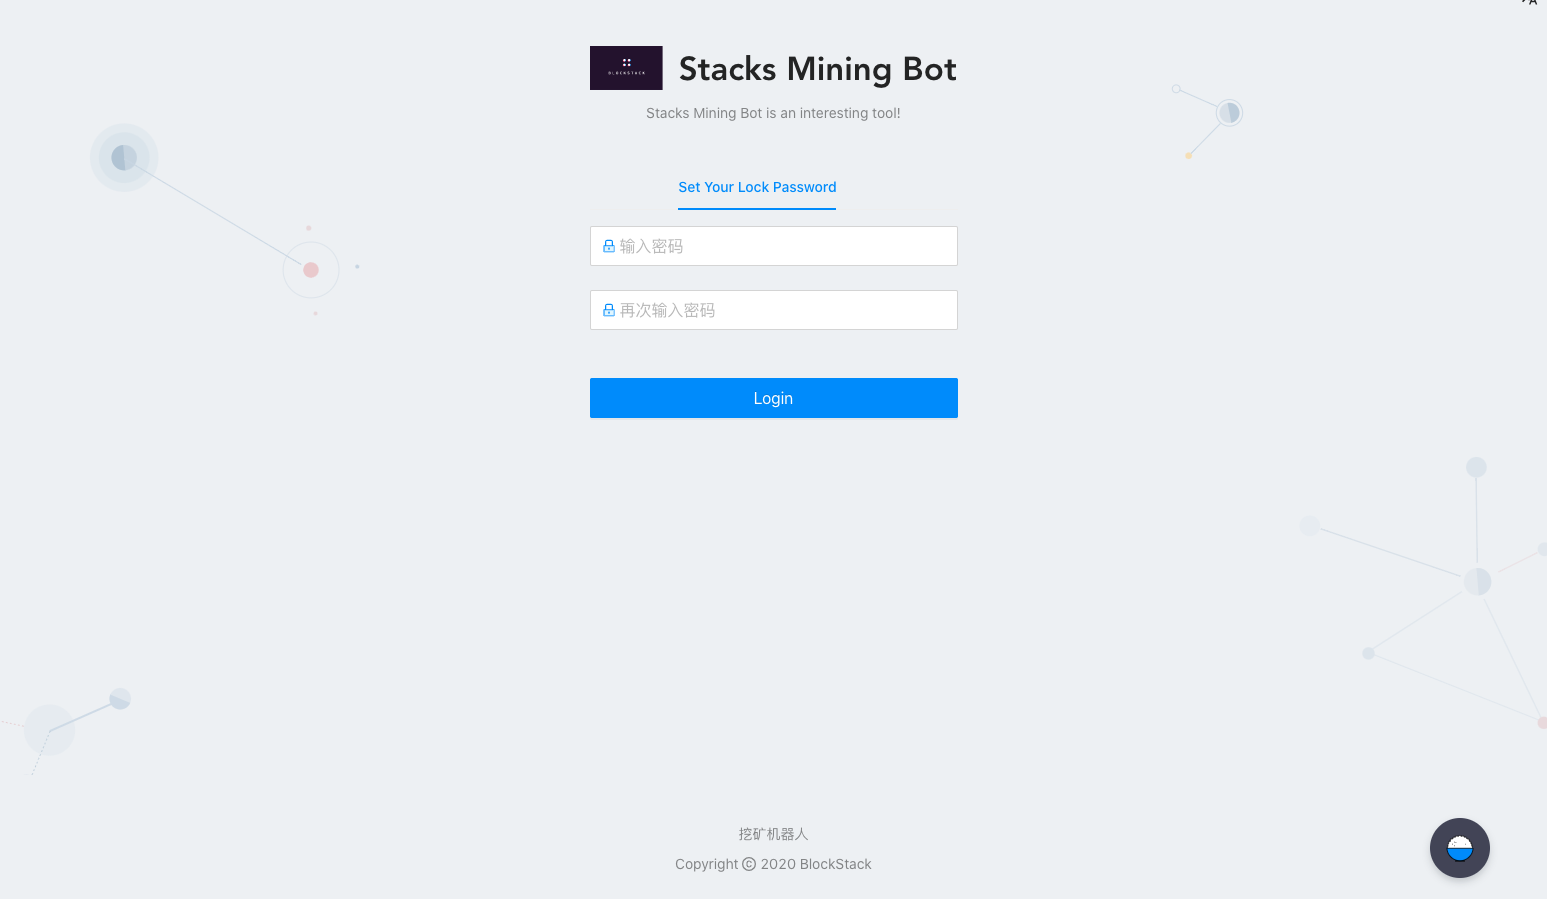 BLOCKSTACK
Stacks Mining Bot
Stacks Mining Bot is an interesting tool!
Set Your Lock Password
输入密码
再次输入密码
Login
挖矿机器人
Copyright © 2020 BlockStack